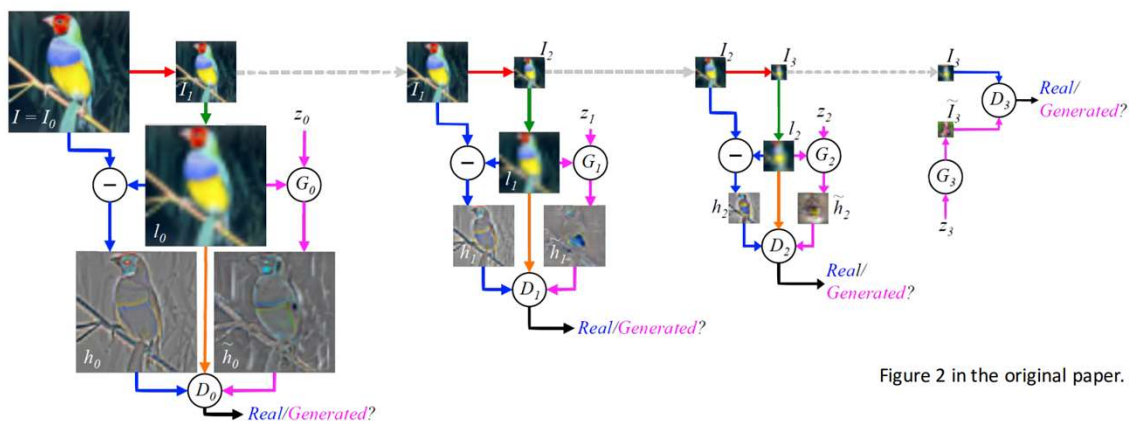 I = I₀
I₁
l₀
z₀
−
G₀
h₀
h̃₀
D₀
Real/Generated?
I₁
I₂
l₁
z₁
−
G₁
h₁
h̃₁
D₁
Real/Generated?
I₂
I₃
l₂
z₂
−
G₂
h₂
h̃₂
D₂
Real/
Generated?
I₃
Ĩ₃
D₃
G₃
z₃
Real/
Generated?
Figure 2 in the original paper.